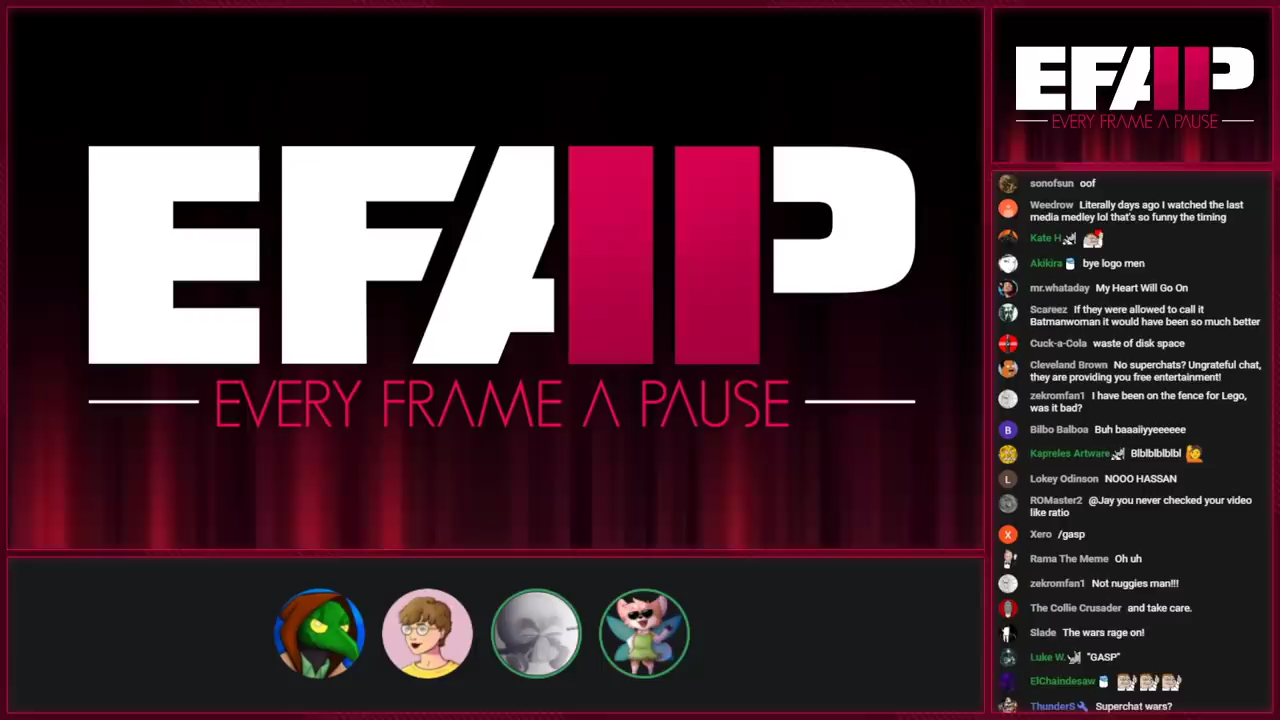 EFAP
EVERY FRAME A PAUSE
EFAP
EVERY FRAME A PAUSE
sonofsun oof
Weedrow Literally days ago I watched the last
media medley lol that's so funny the timing
Kate H
Akikira bye logo men
mr.whataday My Heart Will Go On
Scareez If they were allowed to call it
Batmanwoman it would have been so much better
Cuck-a-Cola waste of disk space
Cleveland Brown No superchats? Ungrateful chat,
they are providing you free entertainment!
zekromfan1 I have been on the fence for Lego,
was it bad?
B
Bilbo Balboa Buh baaaiiyyeeeeee
Kapreles Artware Blblblblblbl
L
Lokey Odinson NOOO HASSAN
ROMaster2 @Jay you never checked your video
like ratio
X
Xero /gasp
Rama The Meme Oh uh
zekromfan1 Not nuggies man!!!
The Collie Crusader and take care.
Slade The wars rage on!
Luke W. "GASP"
ElChaindesaw
ThunderS Superchat wars?